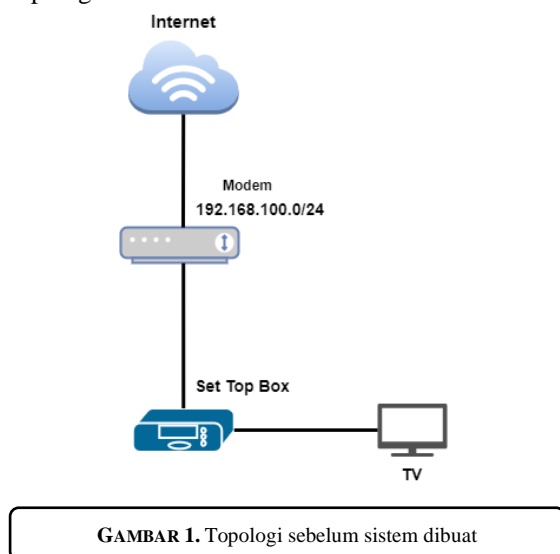 Internet
Modem
192.168.100.0/24
Set Top Box
TV
GAMBAR 1. Topologi sebelum sistem dibuat